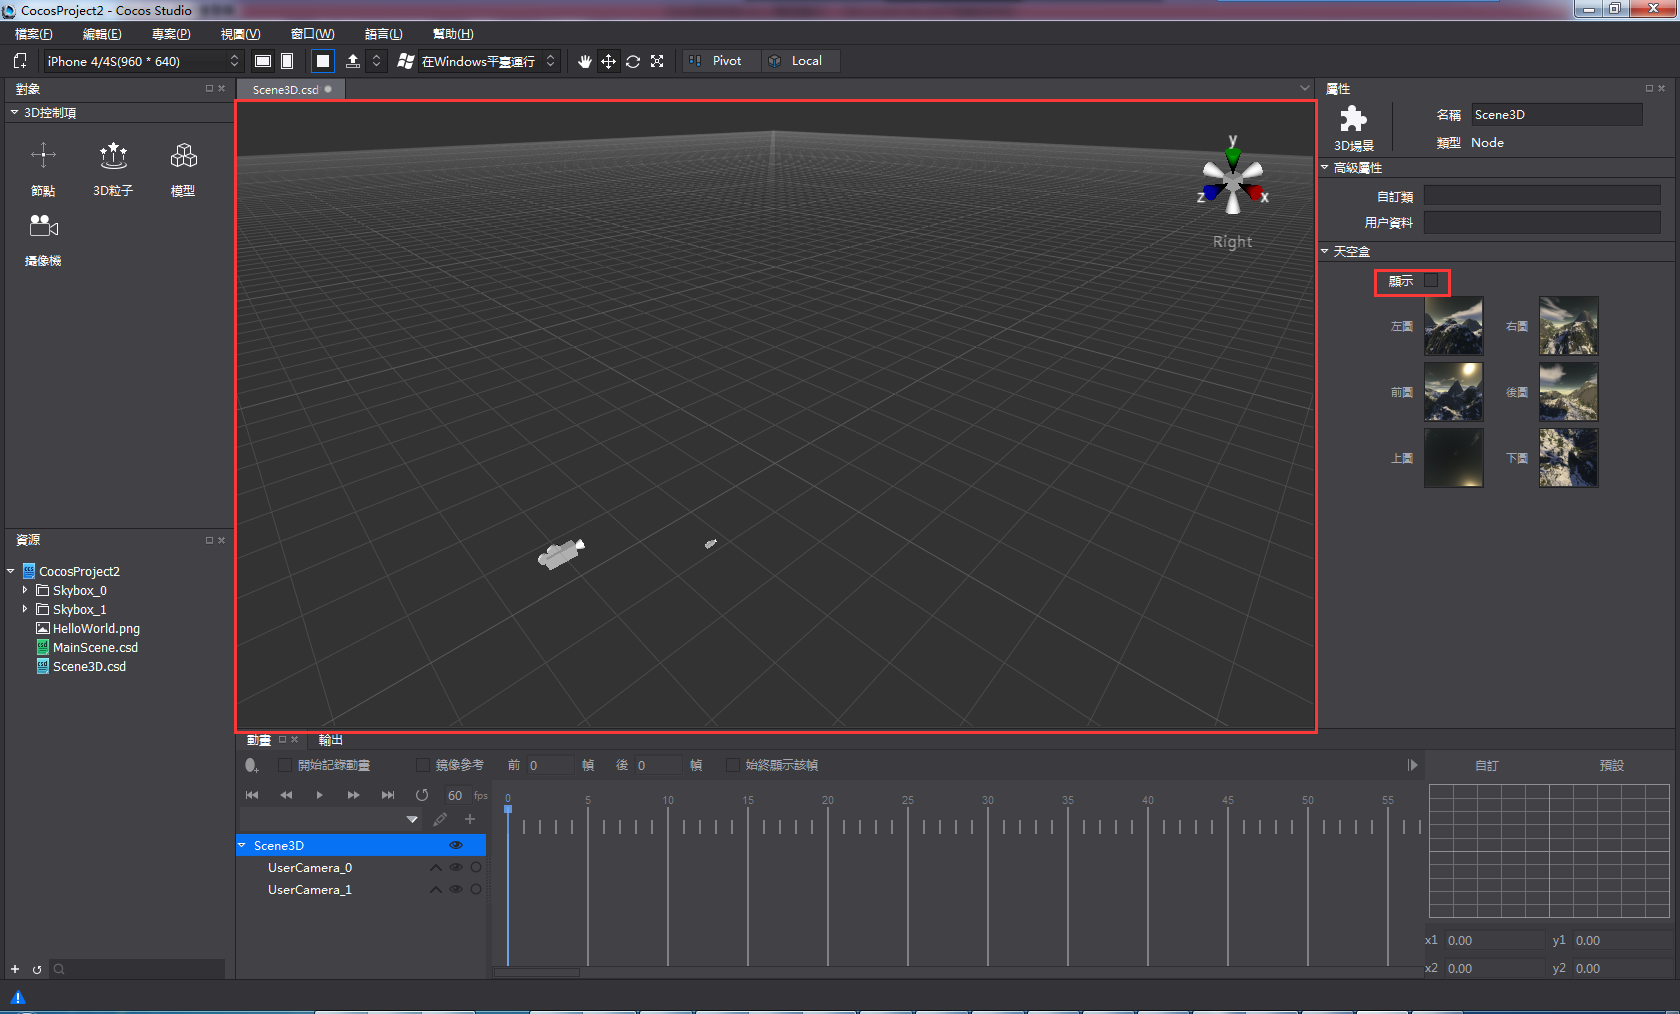 CocosProject2 - Cocos Studio
檔案(F) 編輯(E) 專案(P) 視圖(V) 窗口(W) 語言(L) 幫助(H)
iPhone 4/4S(960 * 640) 在Windows平臺運行 Pivot Local
對象
3D控制項
節點 3D粒子 模型
攝像機
資源
CocosProject2
Skybox_0
Skybox_1
HelloWorld.png
MainScene.csd
Scene3D.csd
Scene3D.csd
y
z x
Right
屬性
3D場景
名稱 Scene3D
類型 Node
高級屬性
自訂類
用户資料
天空盒
顯示
左圖 右圖
前圖 後圖
上圖 下圖
動畫 輸出
開始記錄動畫 鏡像參考 前 0 幀 後 0 幀 始終顯示該幀
60 fps
0 5 10 15 20 25 30 35 40 45 50 55
Scene3D
UserCamera_0
UserCamera_1
自訂 預設
x1 0.00 y1 0.00
x2 0.00 y2 0.00